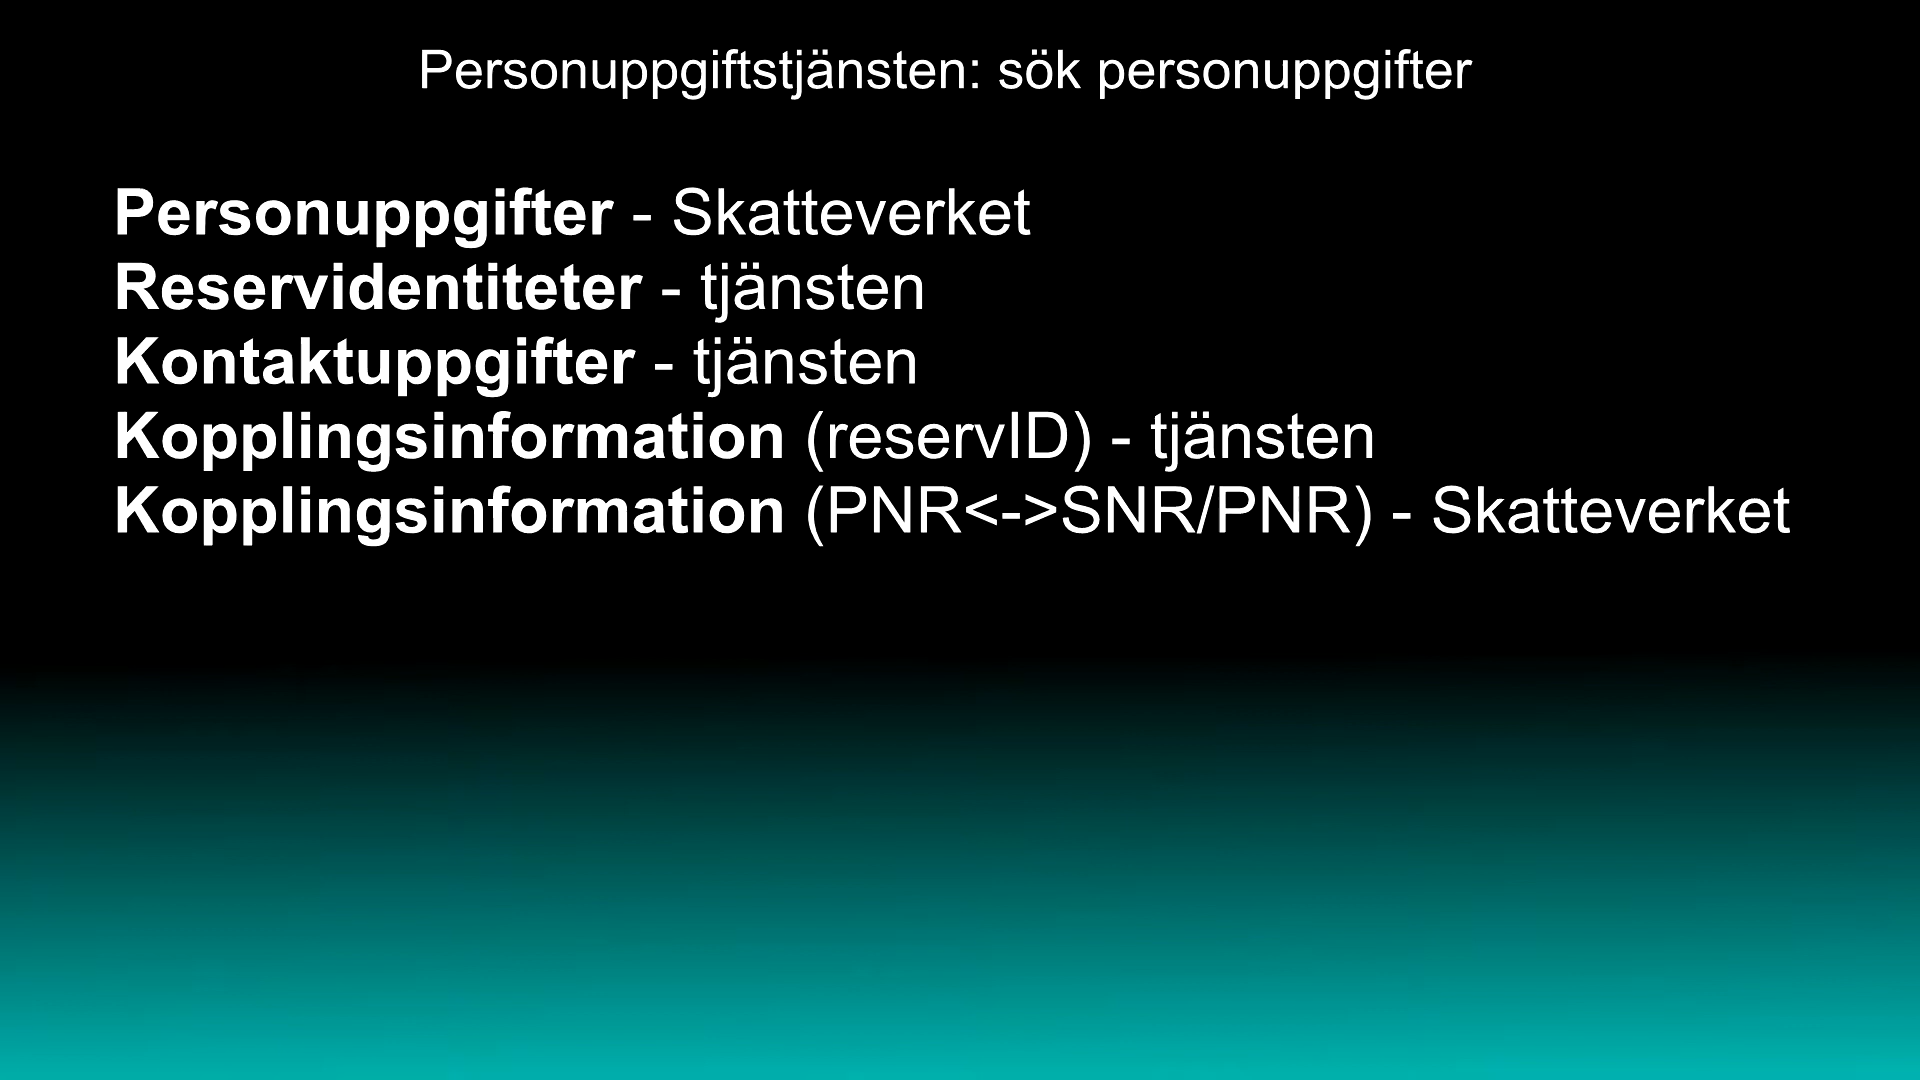 Personuppgiftstjänsten: sök personuppgifter
Personuppgifter - Skatteverket
Reservidentiteter - tjänsten
Kontaktuppgifter - tjänsten
Kopplingsinformation (reservID) - tjänsten
Kopplingsinformation (PNR<->SNR/PNR) - Skatteverket